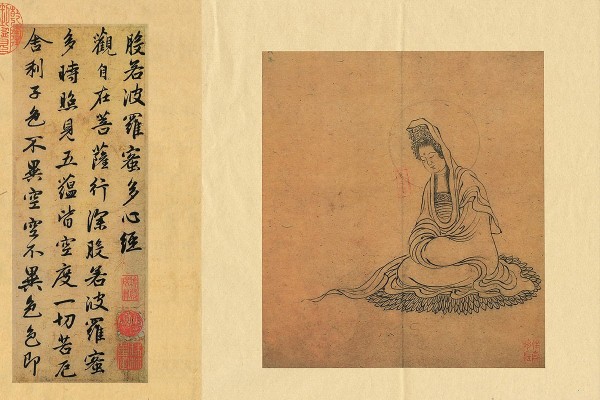 般若波羅蜜多心經
觀自在菩薩行深般若波羅蜜
多時照見五蘊皆空度一切苦厄
舍利子色不異空空不異色色即